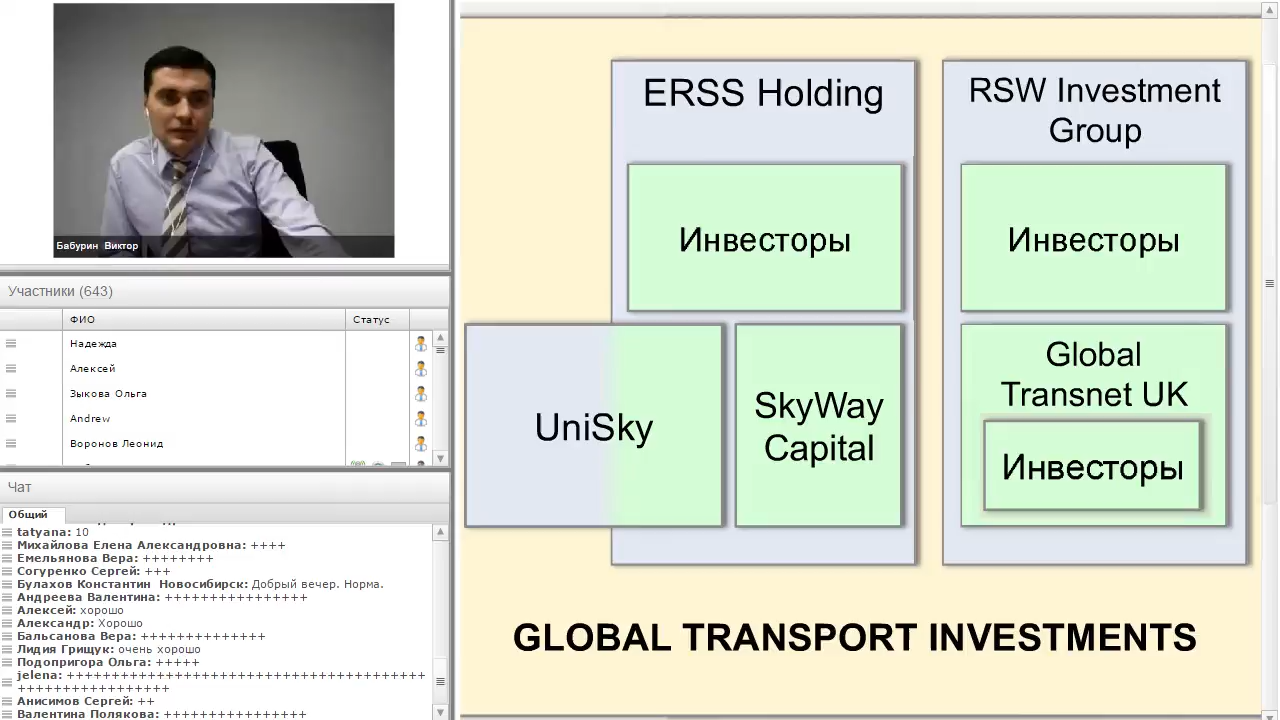 Бабурин Виктор
Участники (643)
ФИО
Статус
Надежда
Алексей
Зыкова Ольга
Andrew
Воронов Леонид
Чат
Общий
tatyana: 10
Михайлова Елена Александровна: ++++
Емельянова Вера: ++++++++
Согуренко Сергей: +++
Булахов Константин Новосибирск: Добрый вечер. Норма.
Андреева Валентина: ++++++++++++++++
Алексей: хорошо
Александр: Хорошо
Бальсанова Вера: ++++++++++++++
Лидия Грищук: очень хорошо
Подопригора Ольга: +++++
jelena: ++++++++++++++++++++++++++++++++++++++++
+++++++++++++++++
Анисимов Сергей: ++
Валентина Полякова: ++++++++++++++++
ERSS Holding
Инвесторы
UniSky
SkyWay
Capital
RSW Investment
Group
Инвесторы
Global
Transnet UK
Инвесторы
GLOBAL TRANSPORT INVESTMENTS